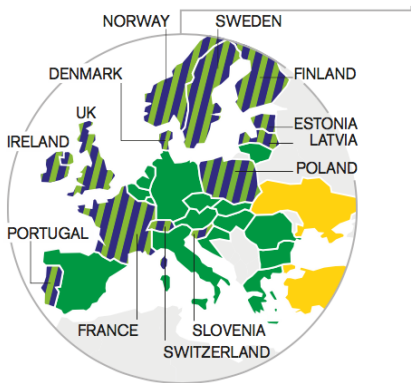 NORWAY SWEDEN
DENMARK FINLAND
UK ESTONIA
IRELAND LATVIA
POLAND
PORTUGAL
FRANCE SLOVENIA
SWITZERLAND